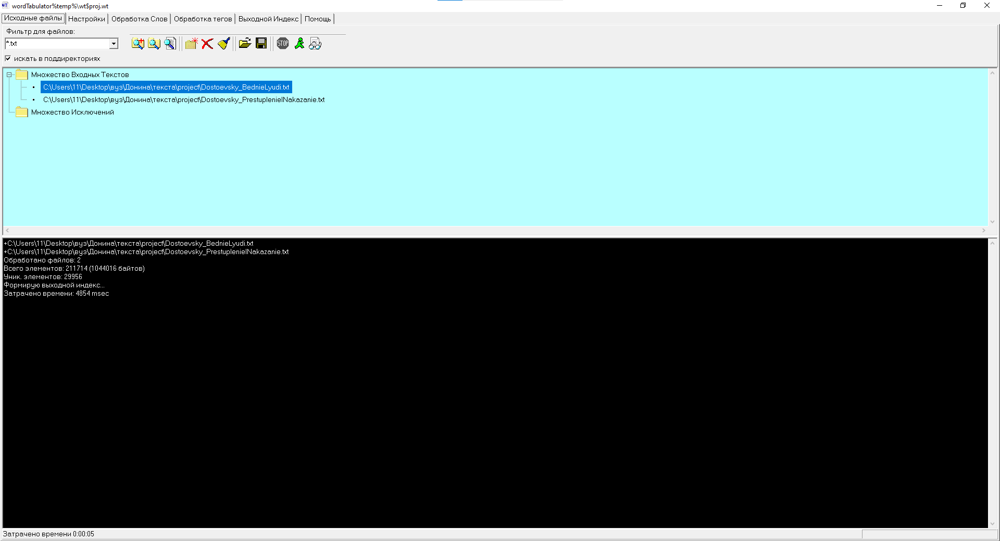 wordTabulator%temp%\wt$proj.wt
Исходные файлы Настройки Обработка Слов Обработка тегов Выходной Индекс Помощь
Фильтр для файлов:
*.txt
STOP
искать в поддиректориях
Множество Входных Текстов
C:\Users\11\Desktop\вуз\Донина\текста\project\Dostoevsky_BednieLyudi.txt
C:\Users\11\Desktop\вуз\Донина\текста\project\Dostoevsky_PrestuplenieINakazanie.txt
Множество Исключений
+C:\Users\11\Desktop\вуз\Донина\текста\project\Dostoevsky_BednieLyudi.txt
+C:\Users\11\Desktop\вуз\Донина\текста\project\Dostoevsky_PrestuplenieINakazanie.txt
Обработано файлов: 2
Всего элементов: 211714 (1044016 байтов)
Уник. элементов: 29956
Формирую выходной индекс...
Затрачено времени: 4854 msec
Затрачено времени 0:00:05